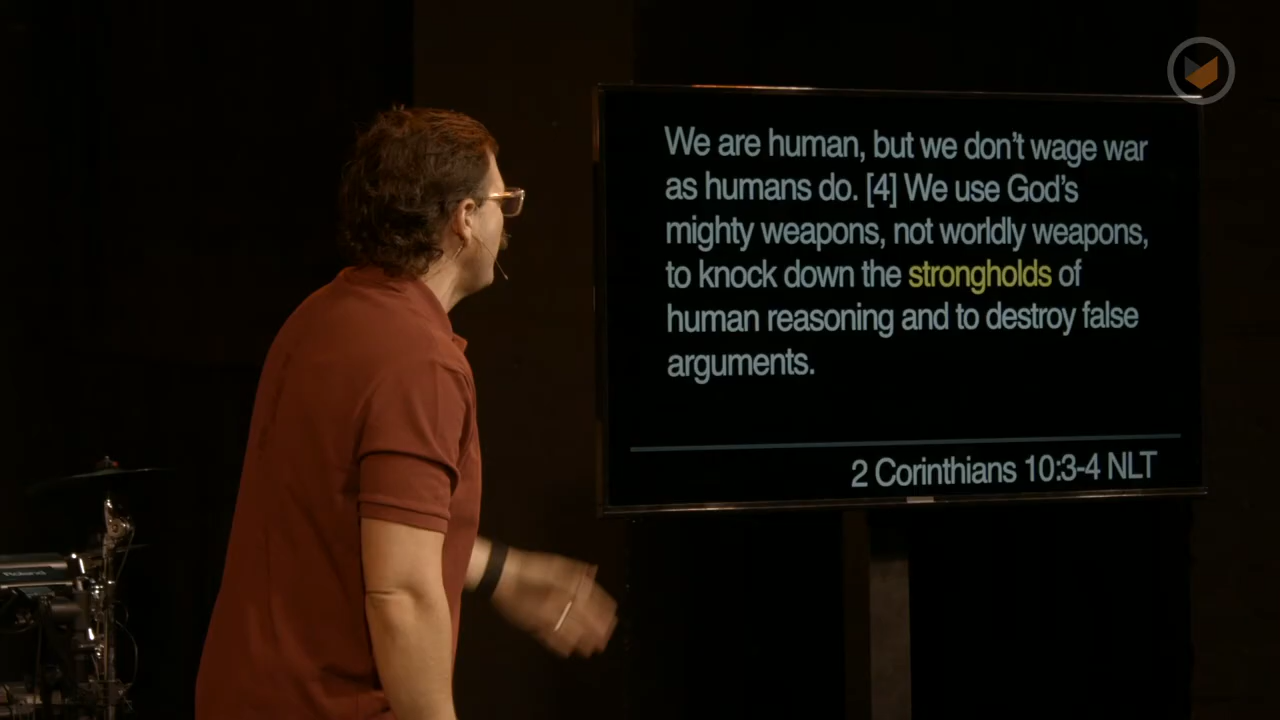 We are human, but we don't wage war
as humans do. [4] We use God's
mighty weapons, not worldly weapons,
to knock down the strongholds of
human reasoning and to destroy false
arguments.
2 Corinthians 10:3-4 NLT
Roland